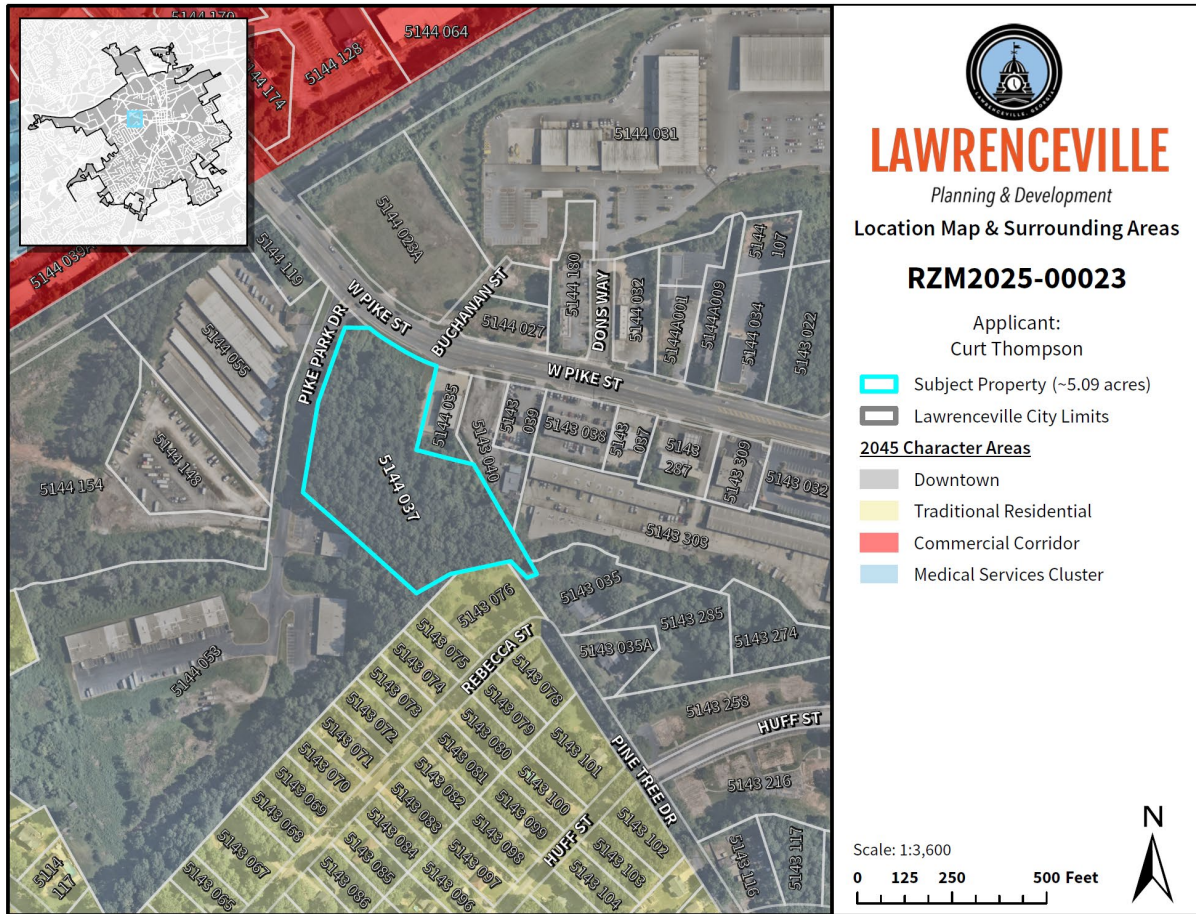 5144 170
5144 064
5144 128
5144 174
5144 031
5144 039A
5144 119
5144 023A
5144 180
DONS WAY
5144 032
5144A001
5144A009
5144 107
5144 034
5143 022
W PIKE ST
BUCHANAN ST
5144 027
PIKE PARK DR
5144 055
W PIKE ST
5144 035
5143 040
5143 039
5143 038
5143 037
5143 287
5143 309
5143 032
5144 148
5144 154
5144 037
5143 303
5143 076
5143 035
5143 285
5143 274
5143 035A
5144 053
5143 075
5143 074
5143 073
5143 072
5143 071
5143 070
5143 069
5143 068
5143 067
5143 065
REBECCA ST
5143 078
5143 079
5143 080
5143 081
5143 082
5143 083
5143 084
5143 085
5143 086
5143 101
5143 100
5143 099
5143 098
5143 097
5143 096
HUFF ST
5143 102
5143 103
5143 104
PINE TREE DR
5143 258
HUFF ST
5143 216
5143 116
5143 117
5114 117
LAWRENCEVILLE, GEORGIA
LAWRENCEVILLE
Planning & Development
Location Map & Surrounding Areas
RZM2025-00023
Applicant:
Curt Thompson
Subject Property (~5.09 acres)
Lawrenceville City Limits
2045 Character Areas
Downtown
Traditional Residential
Commercial Corridor
Medical Services Cluster
Scale: 1:3,600
0 125 250 500 Feet
N